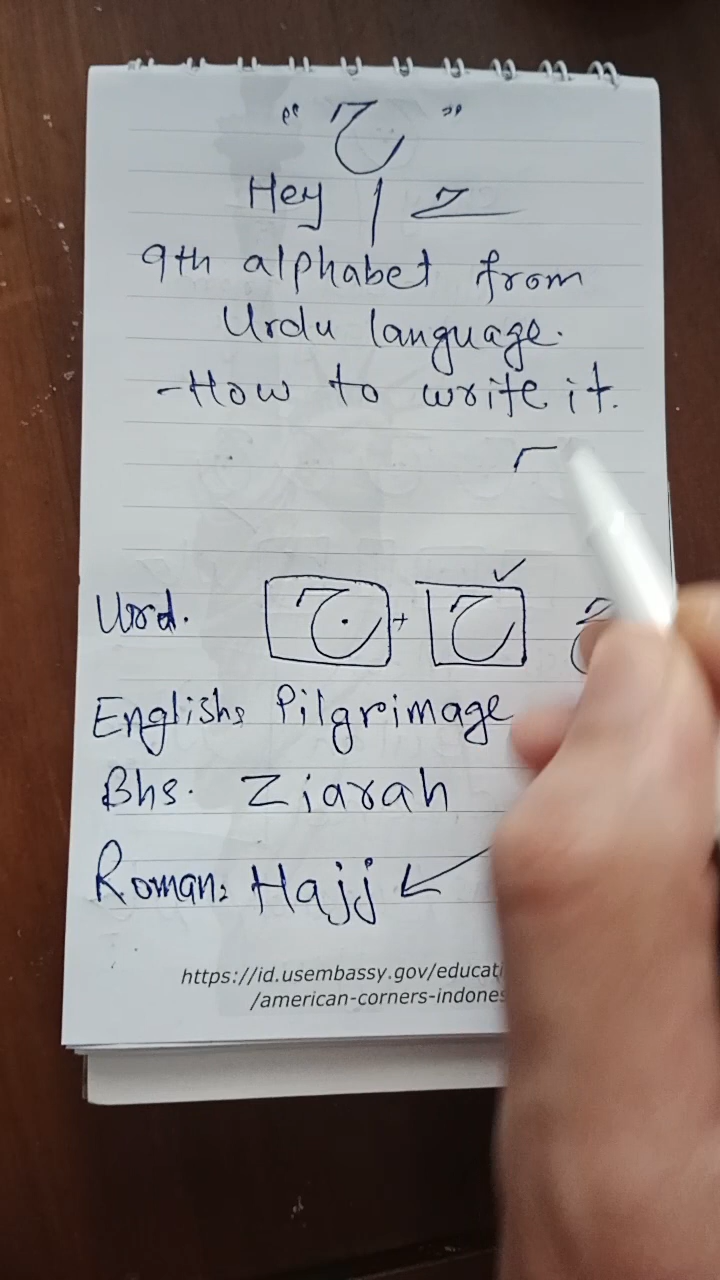 "ح"
Hey / حـ
9th alphabet from
Urdu language.
- How to write it.
Urd. ج + ح
English: Pilgrimage
Bhs. Ziarah
Roman: Hajj
https://id.usembassy.gov/educati
/american-corners-indones